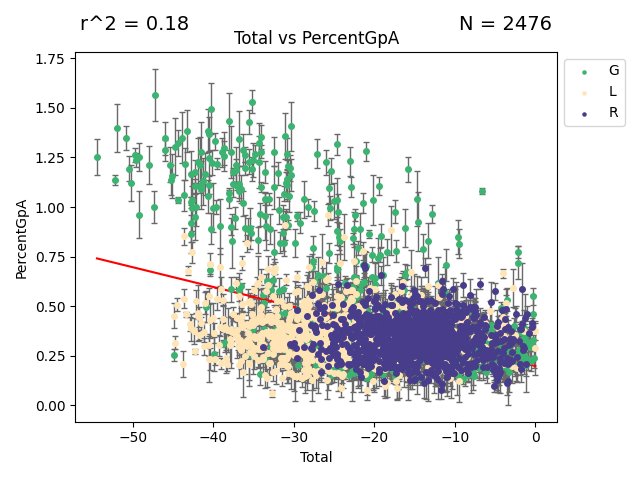 r^2 = 0.18 N = 2476
Total vs PercentGpA
G
L
R
1.75
1.50
1.25
1.00
0.75
0.50
0.25
0.00
PercentGpA
−50 −40 −30 −20 −10 0
Total